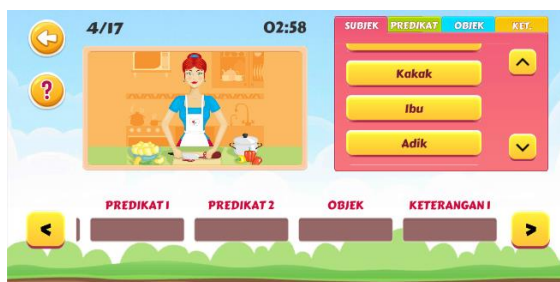 4/17 02:58
SUBJEK PREDIKAT OBJEK KET.
?
Kakak
Ibu
Adik
PREDIKAT 1 PREDIKAT 2 OBJEK KETERANGAN 1
< >